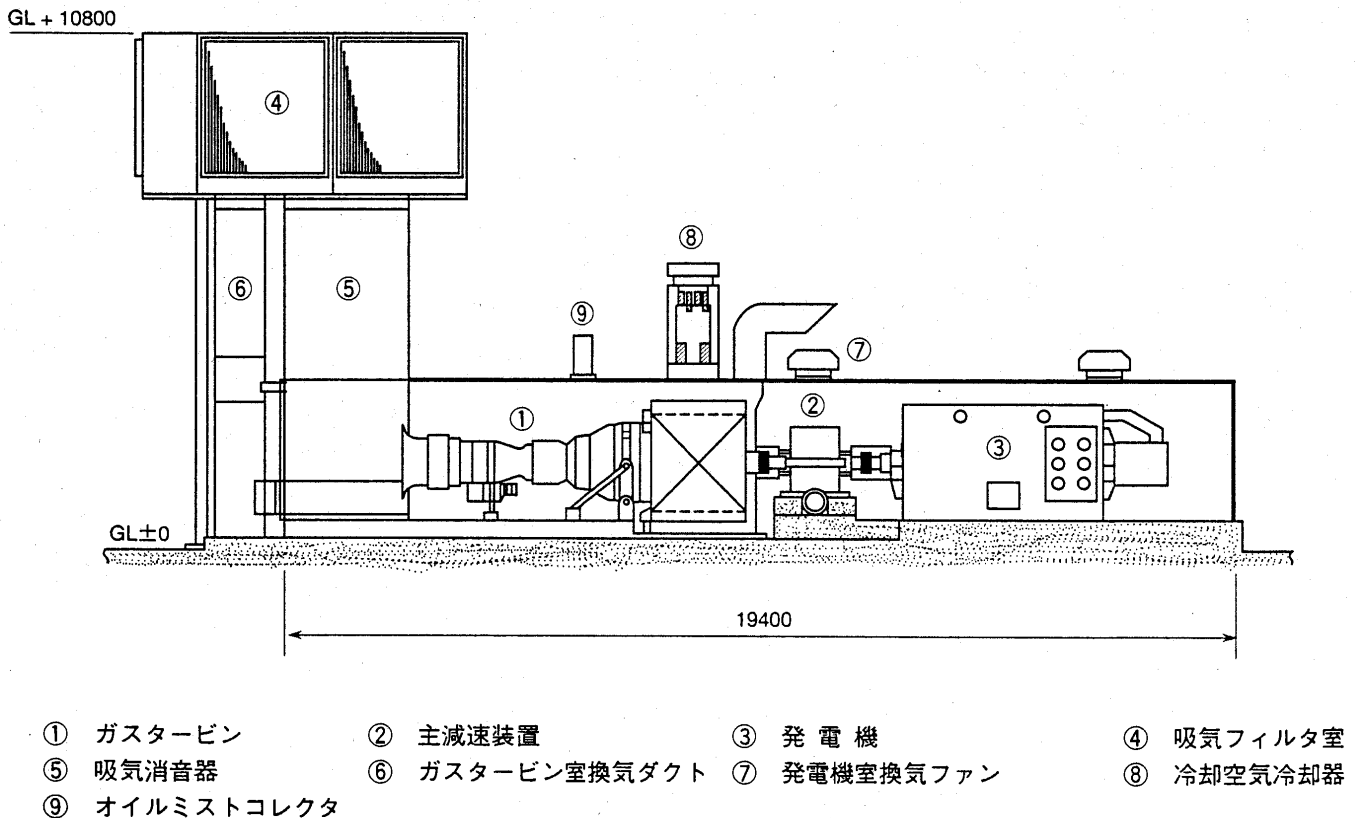 GL + 10800
④
⑧
⑥
⑤
⑨
⑦
①
②
③
GL±0
19400
① ガスタービン ② 主減速装置 ③ 発 電 機 ④ 吸気フィルタ室
⑤ 吸気消音器 ⑥ ガスタービン室換気ダクト ⑦ 発電機室換気ファン ⑧ 冷却空気冷却器
⑨ オイルミストコレクタ